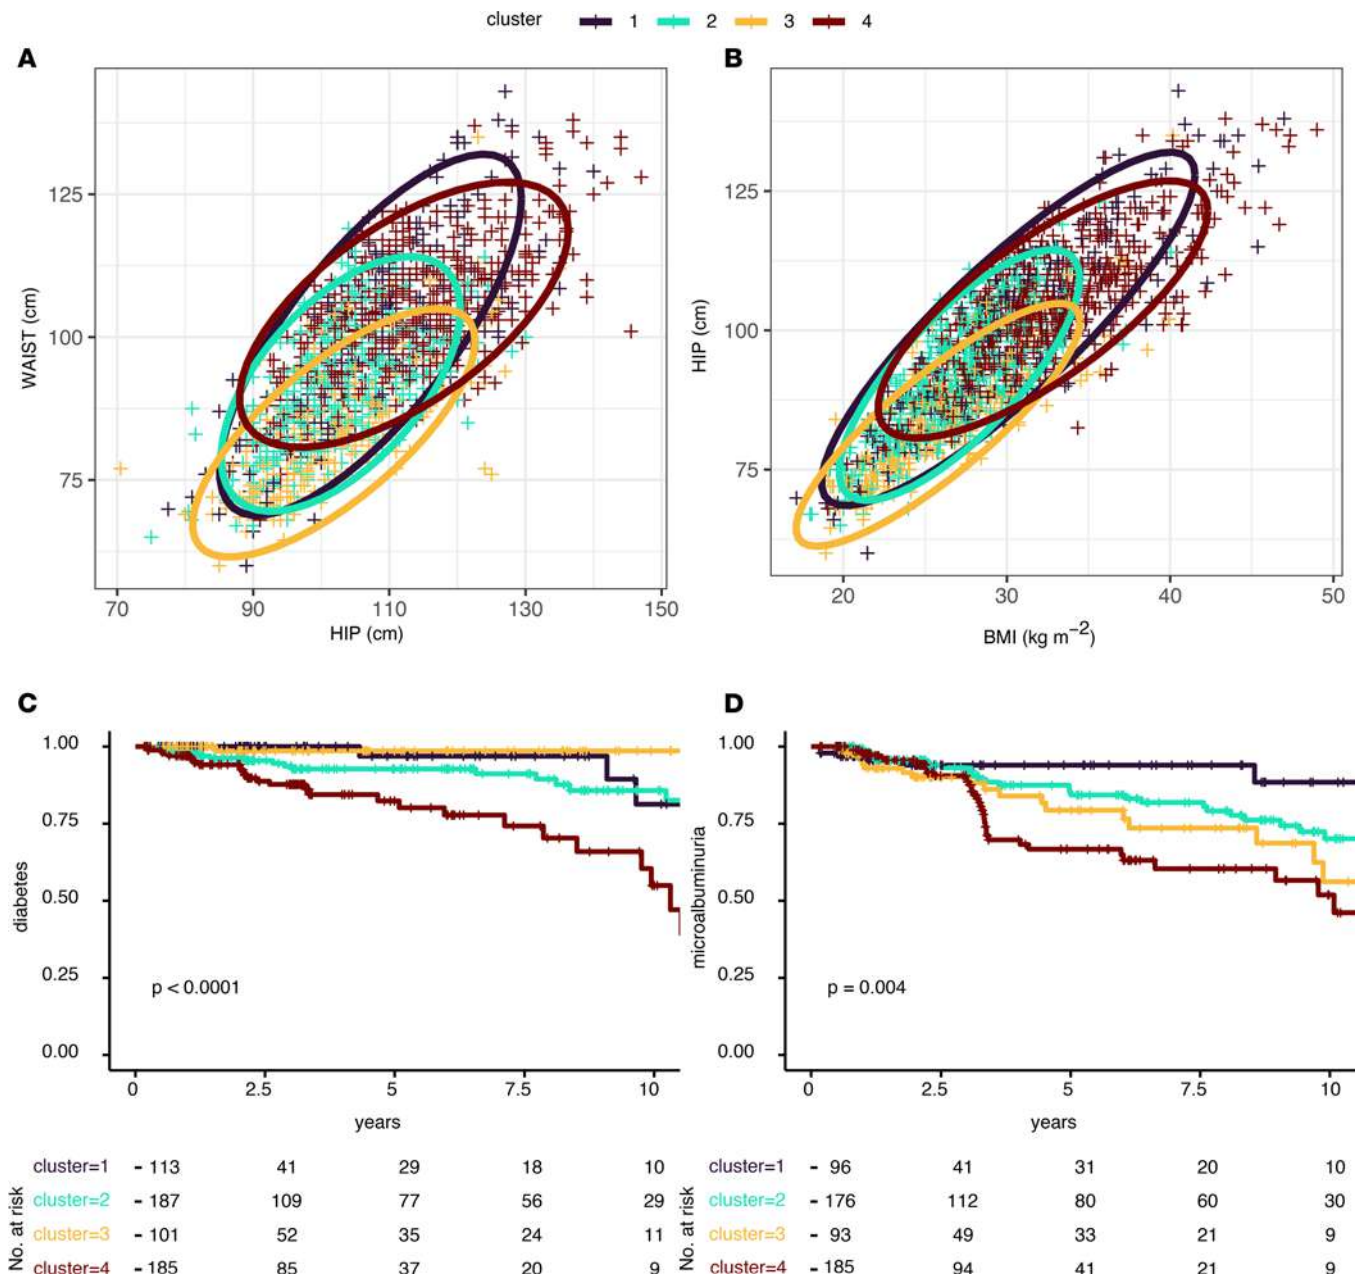 cluster 1 2 3 4
A
B
125
100
75
WAIST (cm)
70 90 110 130 150
HIP (cm)
125
100
75
HIP (cm)
20 30 40 50
BMI (kg m−2)
C
D
1.00
0.75
0.50
0.25
0.00
diabetes
p < 0.0001
0 2.5 5 7.5 10
years
1.00
0.75
0.50
0.25
0.00
microalbuminuria
p = 0.004
0 2.5 5 7.5 10
years
No. at risk
cluster=1 - 113 41 29 18 10
cluster=2 - 187 109 77 56 29
cluster=3 - 101 52 35 24 11
cluster=4 - 185 85 37 20 9
No. at risk
cluster=1 - 96 41 31 20 10
cluster=2 - 176 112 80 60 30
cluster=3 - 93 49 33 21 9
cluster=4 - 185 94 41 21 9